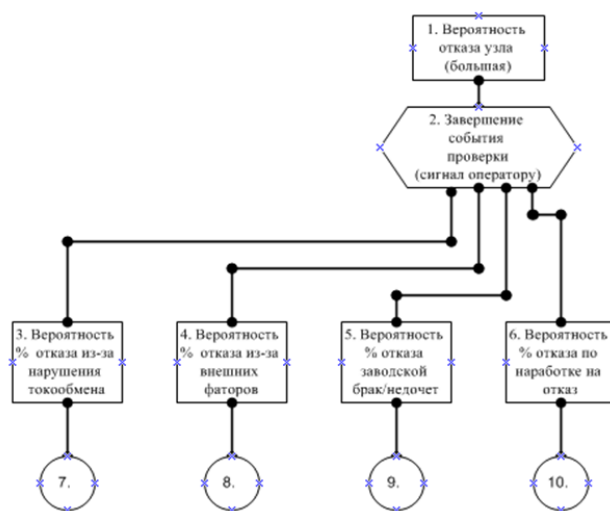 1. Вероятность
отказа узла
(большая)
2. Завершение
события
проверки
(сигнал оператору)
3. Вероятность
% отказа из-за
нарушения
токообмена
4. Вероятность
% отказа из-за
внешних
фаторов
5. Вероятность
% отказа
заводской
брак/недочет
6. Вероятность
% отказа по
наработке на
отказ
7.
8.
9.
10.